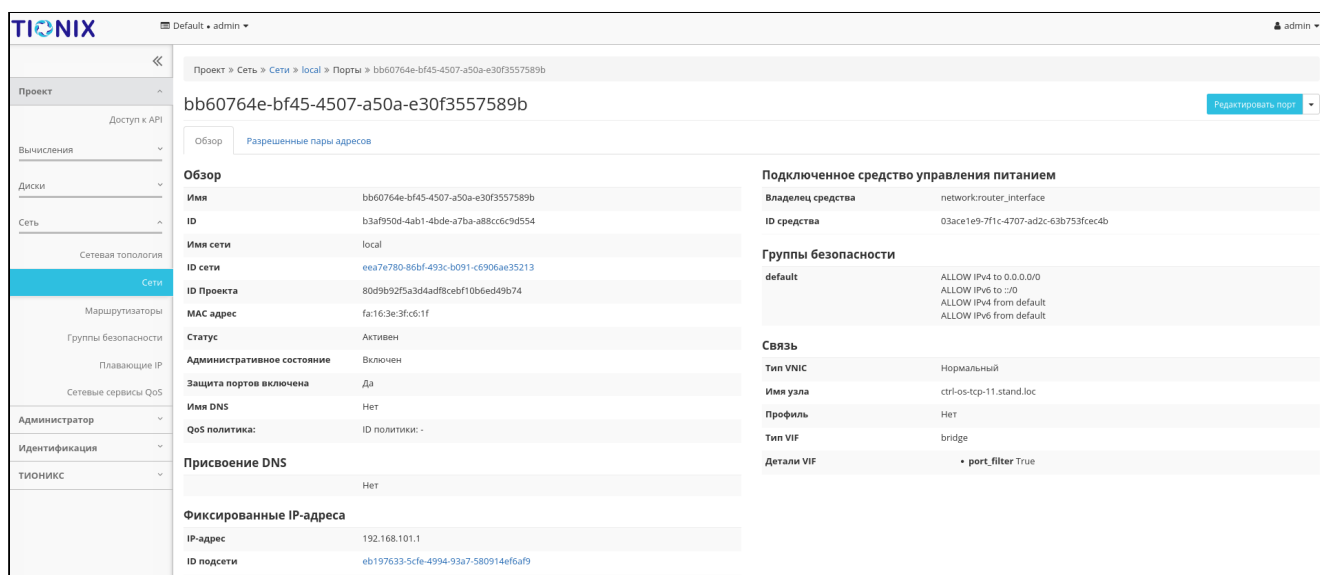 TIONIX
Default • admin
admin
Проект » Сеть » Сети » local » Порты » bb60764e-bf45-4507-a50a-e30f3557589b
Проект
Доступ к API
Вычисления
Диски
Сеть
Сетевая топология
Сети
Маршрутизаторы
Группы безопасности
Плавающие IP
Сетевые сервисы QoS
Администратор
Идентификация
ТИОНИКС
bb60764e-bf45-4507-a50a-e30f3557589b
Редактировать порт
Обзор Разрешенные пары адресов
Обзор
Имя bb60764e-bf45-4507-a50a-e30f3557589b
ID b3af950d-4ab1-4bde-a7ba-a88cc6c9d554
Имя сети local
ID сети eea7e780-86bf-493c-b091-c6906ae35213
ID Проекта 80d9b92f5a3d4adf8cebf10b6ed49b74
MAC адрес fa:16:3e:3f:c6:1f
Статус Активен
Административное состояние Включен
Защита портов включена Да
Имя DNS Нет
QoS политика: ID политики: -
Присвоение DNS
Нет
Фиксированные IP-адреса
IP-адрес 192.168.101.1
ID подсети eb197633-5cfe-4994-93a7-580914ef6af9
Подключенное средство управления питанием
Владелец средства network:router_interface
ID средства 03ace1e9-7f1c-4707-ad2c-63b753fcec4b
Группы безопасности
default ALLOW IPv4 to 0.0.0.0/0
ALLOW IPv6 to ::/0
ALLOW IPv4 from default
ALLOW IPv6 from default
Связь
Тип VNIC Нормальный
Имя узла ctrl-os-tcp-11.stand.loc
Профиль Нет
Тип VIF bridge
Детали VIF • port_filter True